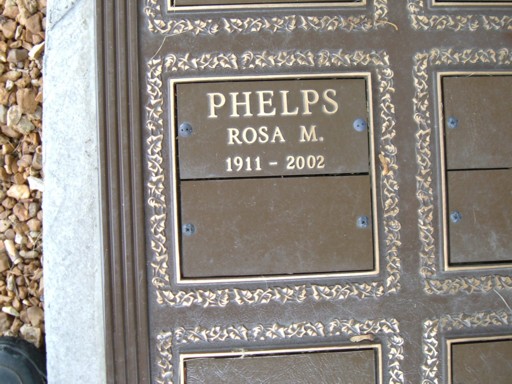 PHELPS
ROSA M.
1911 - 2002